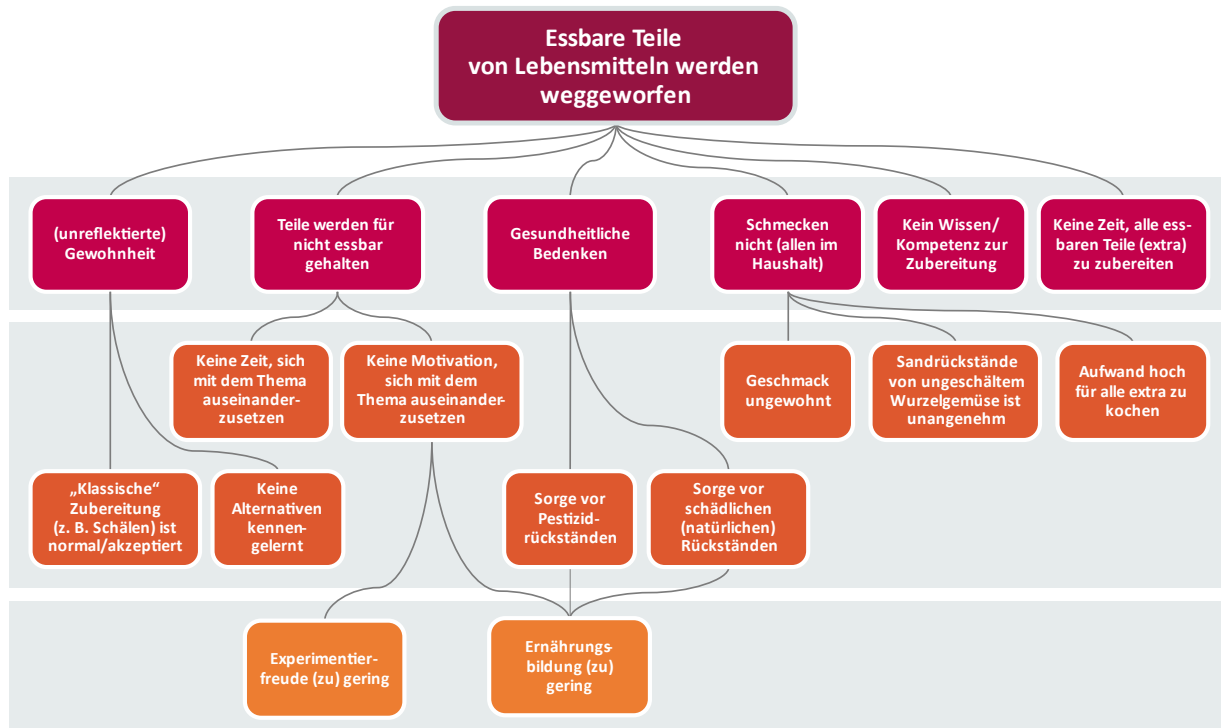 Essbare Teile
von Lebensmitteln werden
weggeworfen
(unreflektierte)
Gewohnheit
Teile werden für
nicht essbar
gehalten
Gesundheitliche
Bedenken
Schmecken
nicht (allen im
Haushalt)
Kein Wissen/
Kompetenz zur
Zubereitung
Keine Zeit, alle ess-
baren Teile (extra)
zu zubereiten
Keine Zeit, sich
mit dem Thema
auseinander-
zusetzen
Keine Motivation,
sich mit dem
Thema auseinander-
zusetzen
Geschmack
ungewohnt
Sandrückstände
von ungeschältem
Wurzelgemüse ist
unangenehm
Aufwand hoch
für alle extra zu
kochen
„Klassische“
Zubereitung
(z. B. Schälen) ist
normal/akzeptiert
Keine
Alternativen
kennen-
gelernt
Sorge vor
Pestizid-
rückständen
Sorge vor
schädlichen
(natürlichen)
Rückständen
Experimentier-
freude (zu) gering
Ernährungs-
bildung (zu)
gering